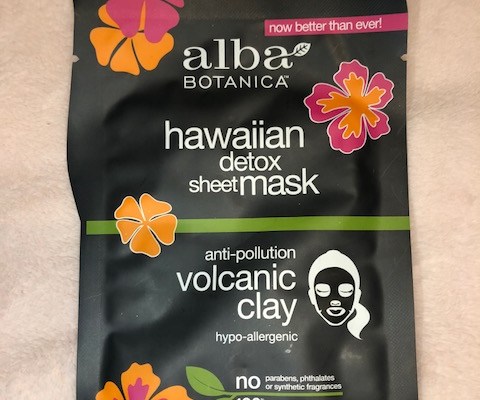 now better than ever!
alba
BOTANICA™
hawaiian
detox
sheet mask
anti-pollution
volcanic
clay
hypo-allergenic
no parabens, phthalates
or synthetic fragrances